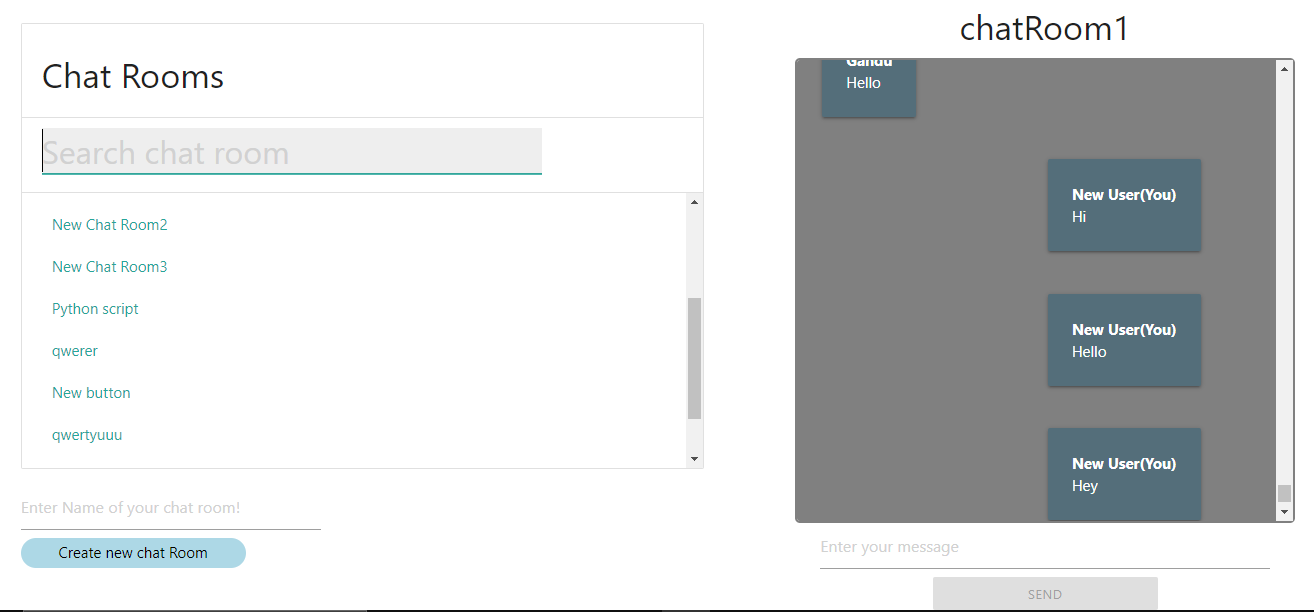 Chat Rooms
Search chat room
New Chat Room2
New Chat Room3
Python script
qwerer
New button
qwertyuuu
Enter Name of your chat room!
Create new chat Room
chatRoom1
Gandu
Hello
New User(You)
Hi
New User(You)
Hello
New User(You)
Hey
Enter your message
SEND